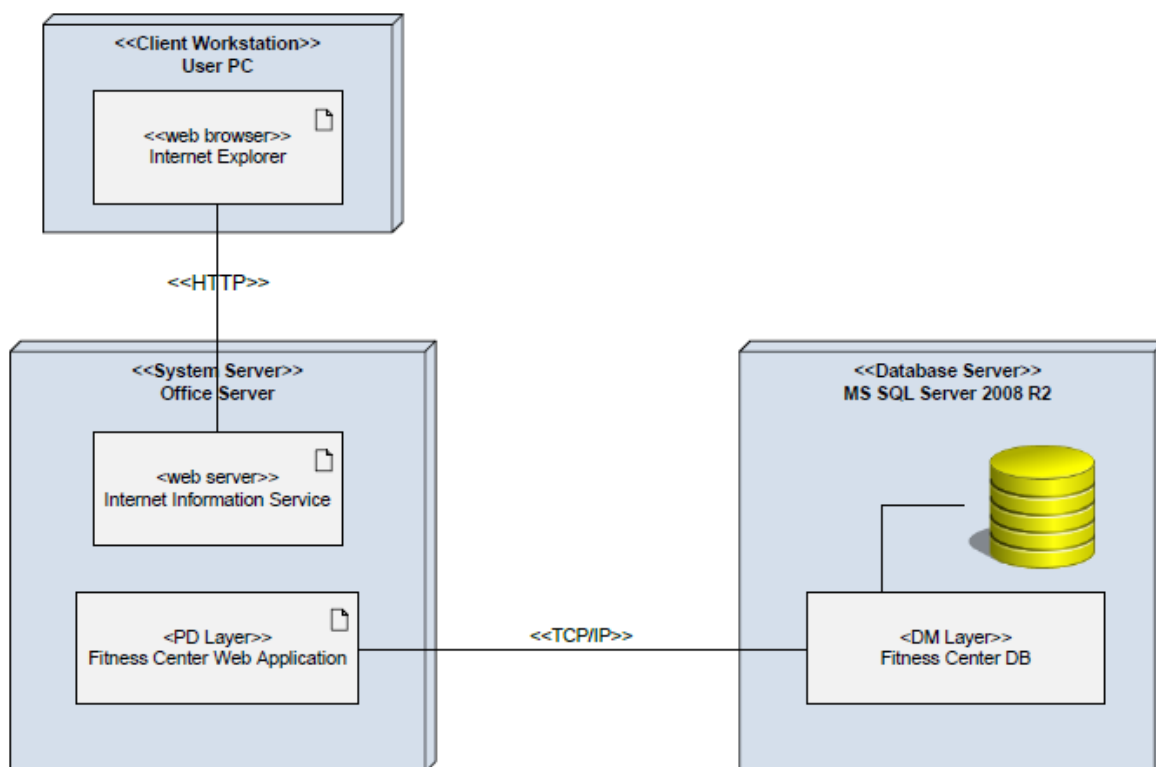 <<Client Workstation>>
User PC
<<web browser>>
Internet Explorer
<<HTTP>>
<<System Server>>
Office Server
<web server>>
Internet Information Service
<PD Layer>>
Fitness Center Web Application
<<TCP/IP>>
<<Database Server>>
MS SQL Server 2008 R2
<DM Layer>>
Fitness Center DB